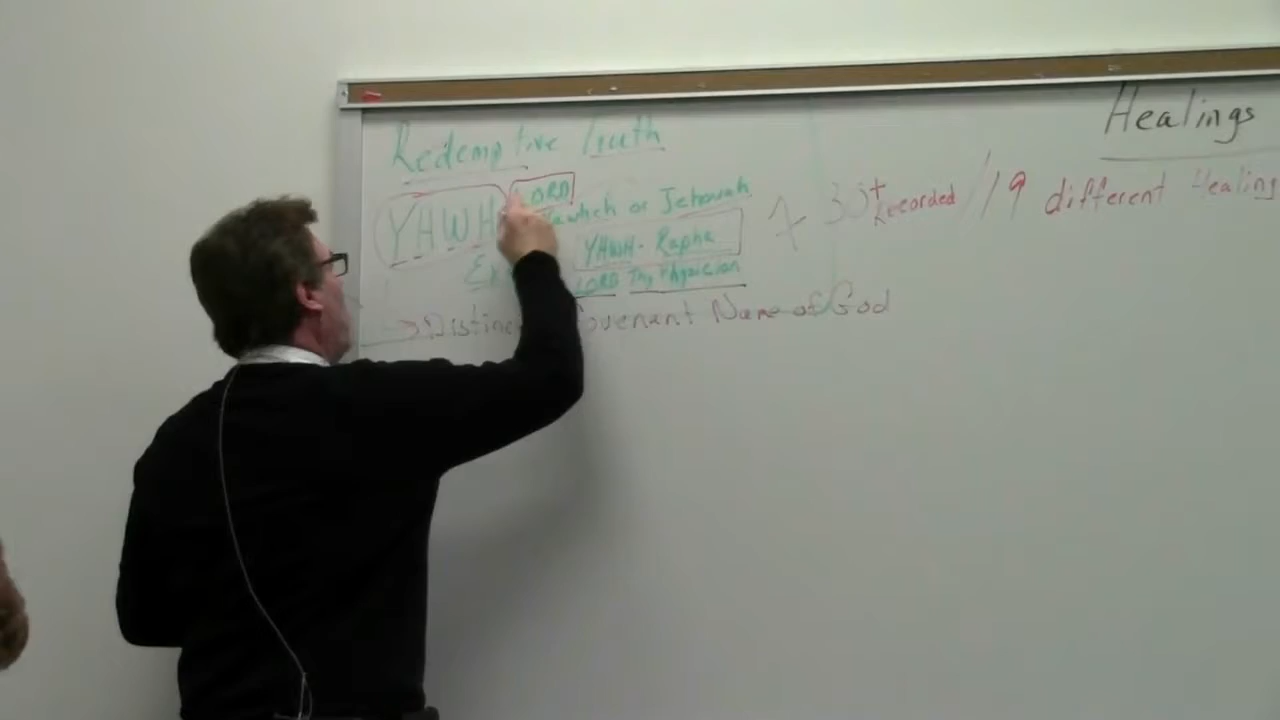 Redemptive Truth
Healings
YHWH LORD
or Jehovah
30+ Recorded / 19 different Healing
YHWH - Rapha
LORD Thy Physician
Covenant Name of God